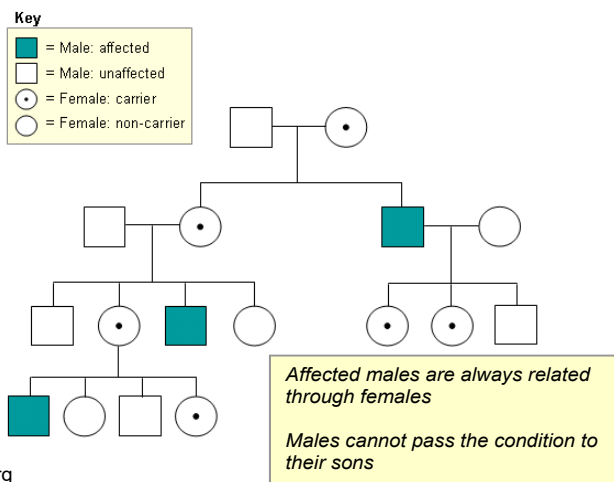 Key
= Male: affected
= Male: unaffected
= Female: carrier
= Female: non-carrier
Affected males are always related
through females
Males cannot pass the condition to
their sons